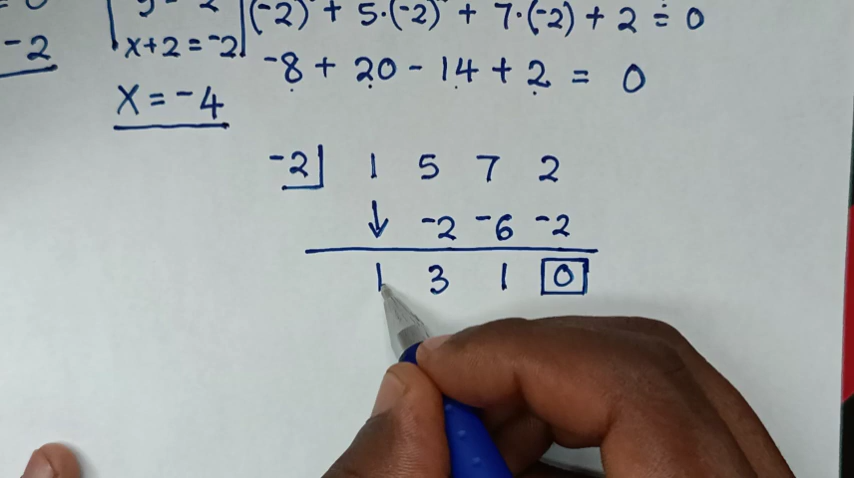 (-2) + 5·(-2) + 7·(-2) + 2 = 0
-2
x+2=-2
-8 + 20 - 14 + 2 = 0
x = -4
-2 1 5 7 2
↓ -2 -6 -2
1 3 1 0